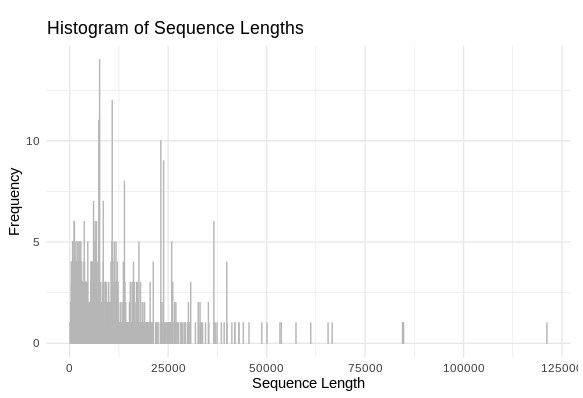 Histogram of Sequence Lengths
Frequency
10
5
0
0 25000 50000 75000 100000 125000
Sequence Length